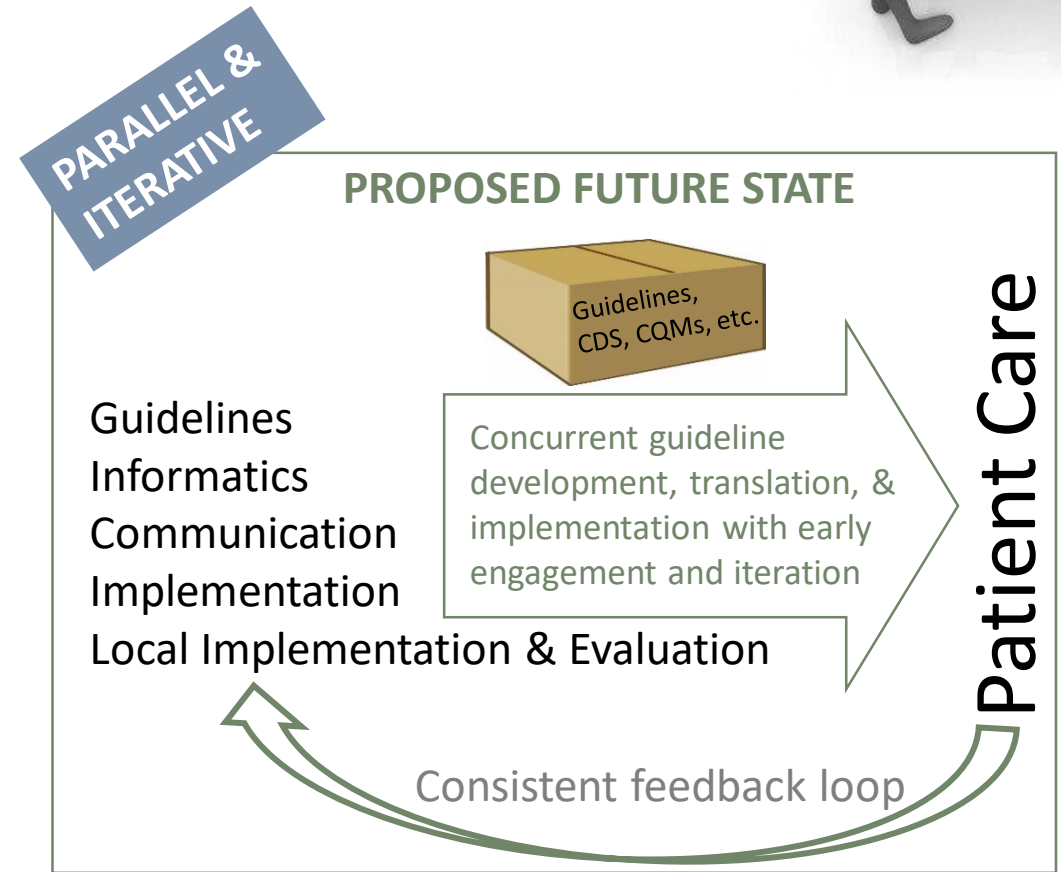 PARALLEL &
ITERATIVE
PROPOSED FUTURE STATE
Guidelines,
CDS, CQMs, etc.
Guidelines
Informatics
Communication
Implementation
Local Implementation & Evaluation
Concurrent guideline
development, translation, &
implementation with early
engagement and iteration
Patient Care
Consistent feedback loop